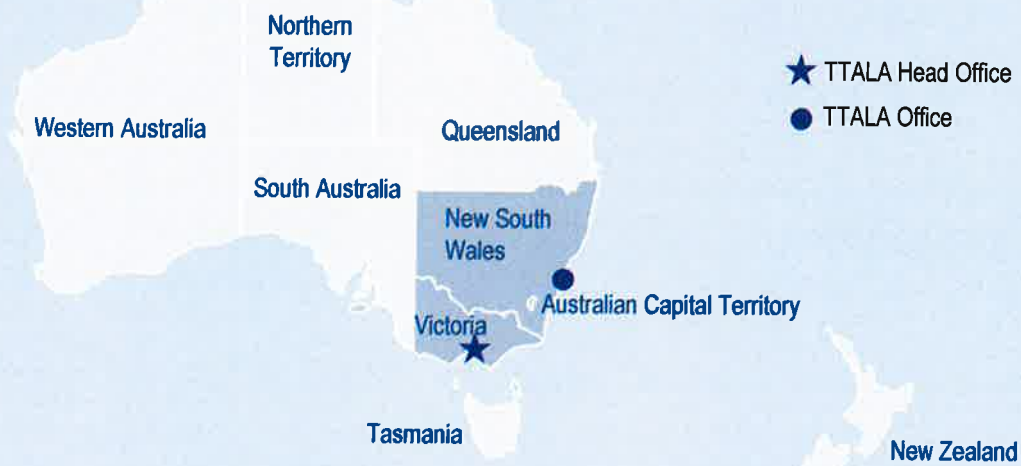 Northern
Territory
TTALA Head Office
TTALA Office
Western Australia
Queensland
South Australia
New South
Wales
Australian Capital Territory
Victoria
Tasmania
New Zealand